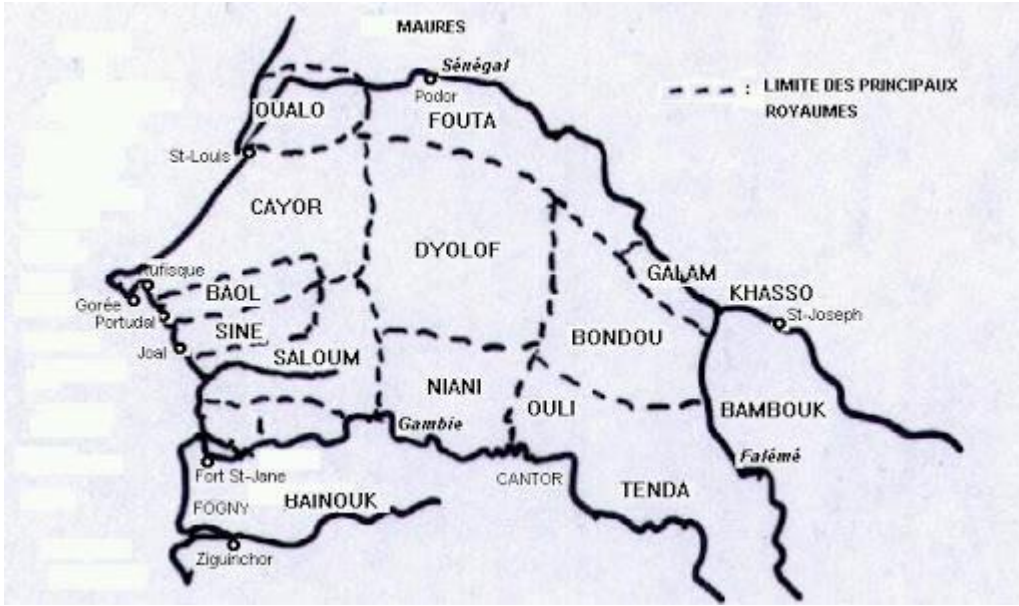 MAURES
Sénégal
: LIMITE DES PRINCIPAUX
ROYAUMES
Podor
OUALO
FOUTA
St-Louis
CAYOR
DYOLOF
Rufisque
GALAM
BAOL
KHASSO
Gorée
Portudal
St-Joseph
SINE
BONDOU
Joal
SALOUM
NIANI
OULI
BAMBOUK
Gambie
Falémé
Fort St-Jane
CANTOR
TENDA
BAINOUK
FOGNY
Ziguinchor